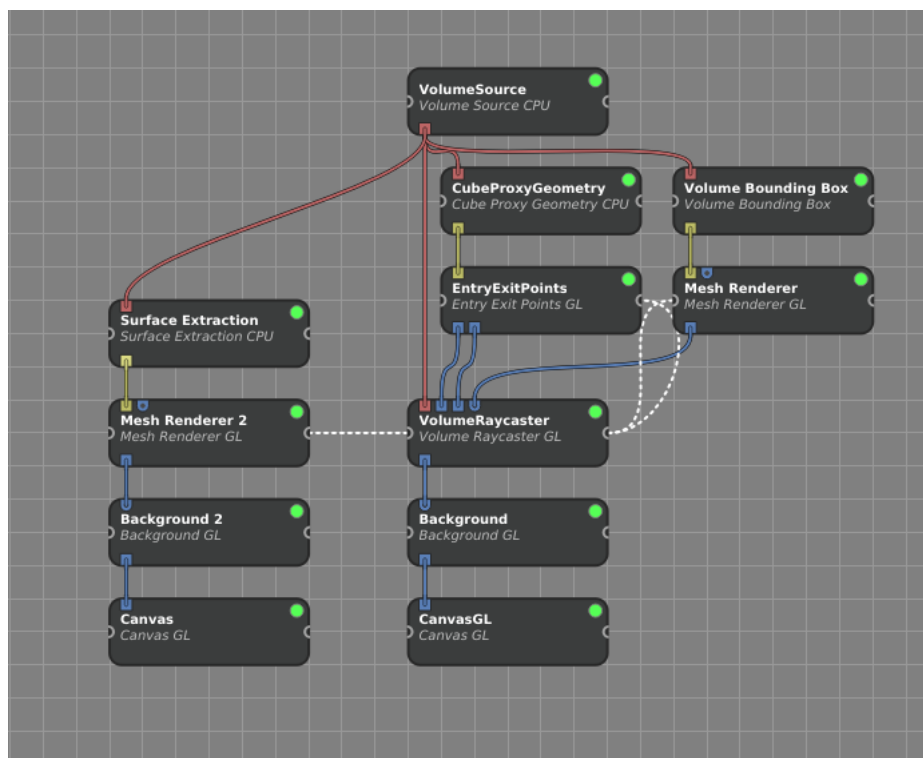 VolumeSource
Volume Source CPU
CubeProxyGeometry
Cube Proxy Geometry CPU
Volume Bounding Box
Volume Bounding Box
EntryExitPoints
Entry Exit Points GL
Mesh Renderer
Mesh Renderer GL
Surface Extraction
Surface Extraction CPU
Mesh Renderer 2
Mesh Renderer GL
VolumeRaycaster
Volume Raycaster GL
Background 2
Background GL
Background
Background GL
Canvas
Canvas GL
CanvasGL
Canvas GL